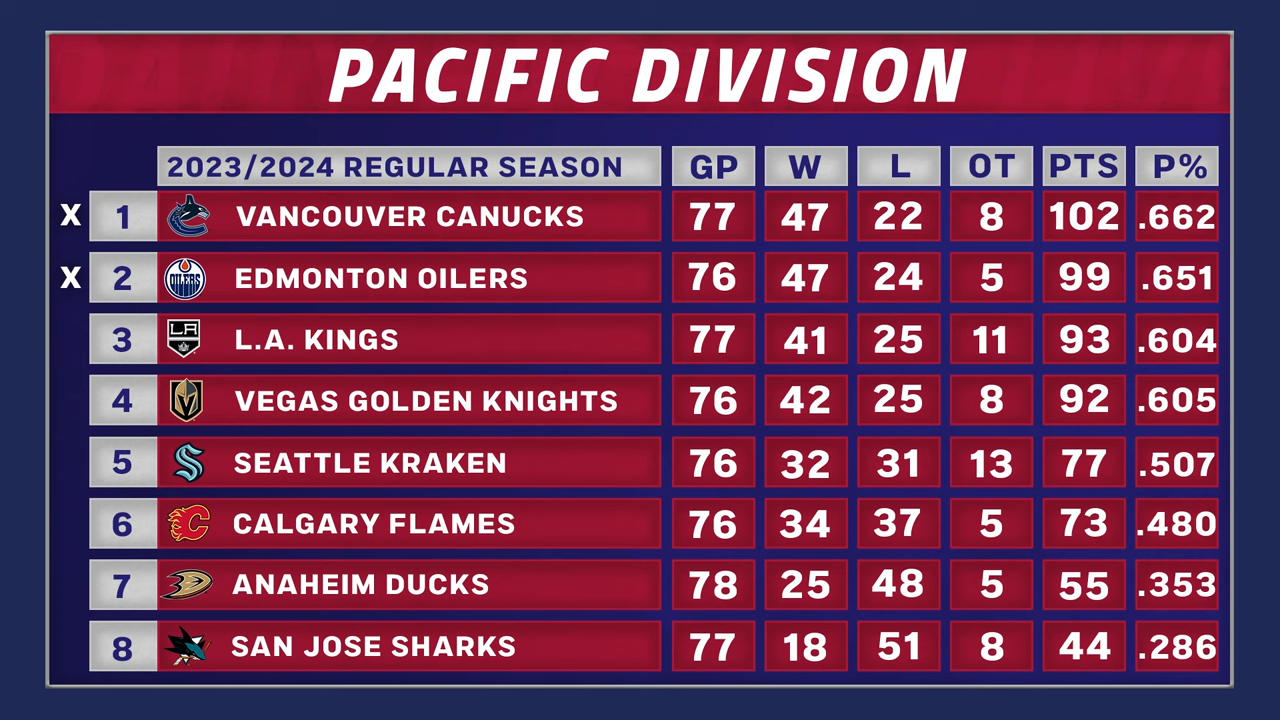 PACIFIC DIVISION
2023/2024 REGULAR SEASON GP W L OT PTS P%
X 1 VANCOUVER CANUCKS 77 47 22 8 102 .662
X 2 OILERS EDMONTON OILERS 76 47 24 5 99 .651
3 LA L.A. KINGS 77 41 25 11 93 .604
4 VEGAS GOLDEN KNIGHTS 76 42 25 8 92 .605
5 SEATTLE KRAKEN 76 32 31 13 77 .507
6 CALGARY FLAMES 76 34 37 5 73 .480
7 ANAHEIM DUCKS 78 25 48 5 55 .353
8 SAN JOSE SHARKS 77 18 51 8 44 .286